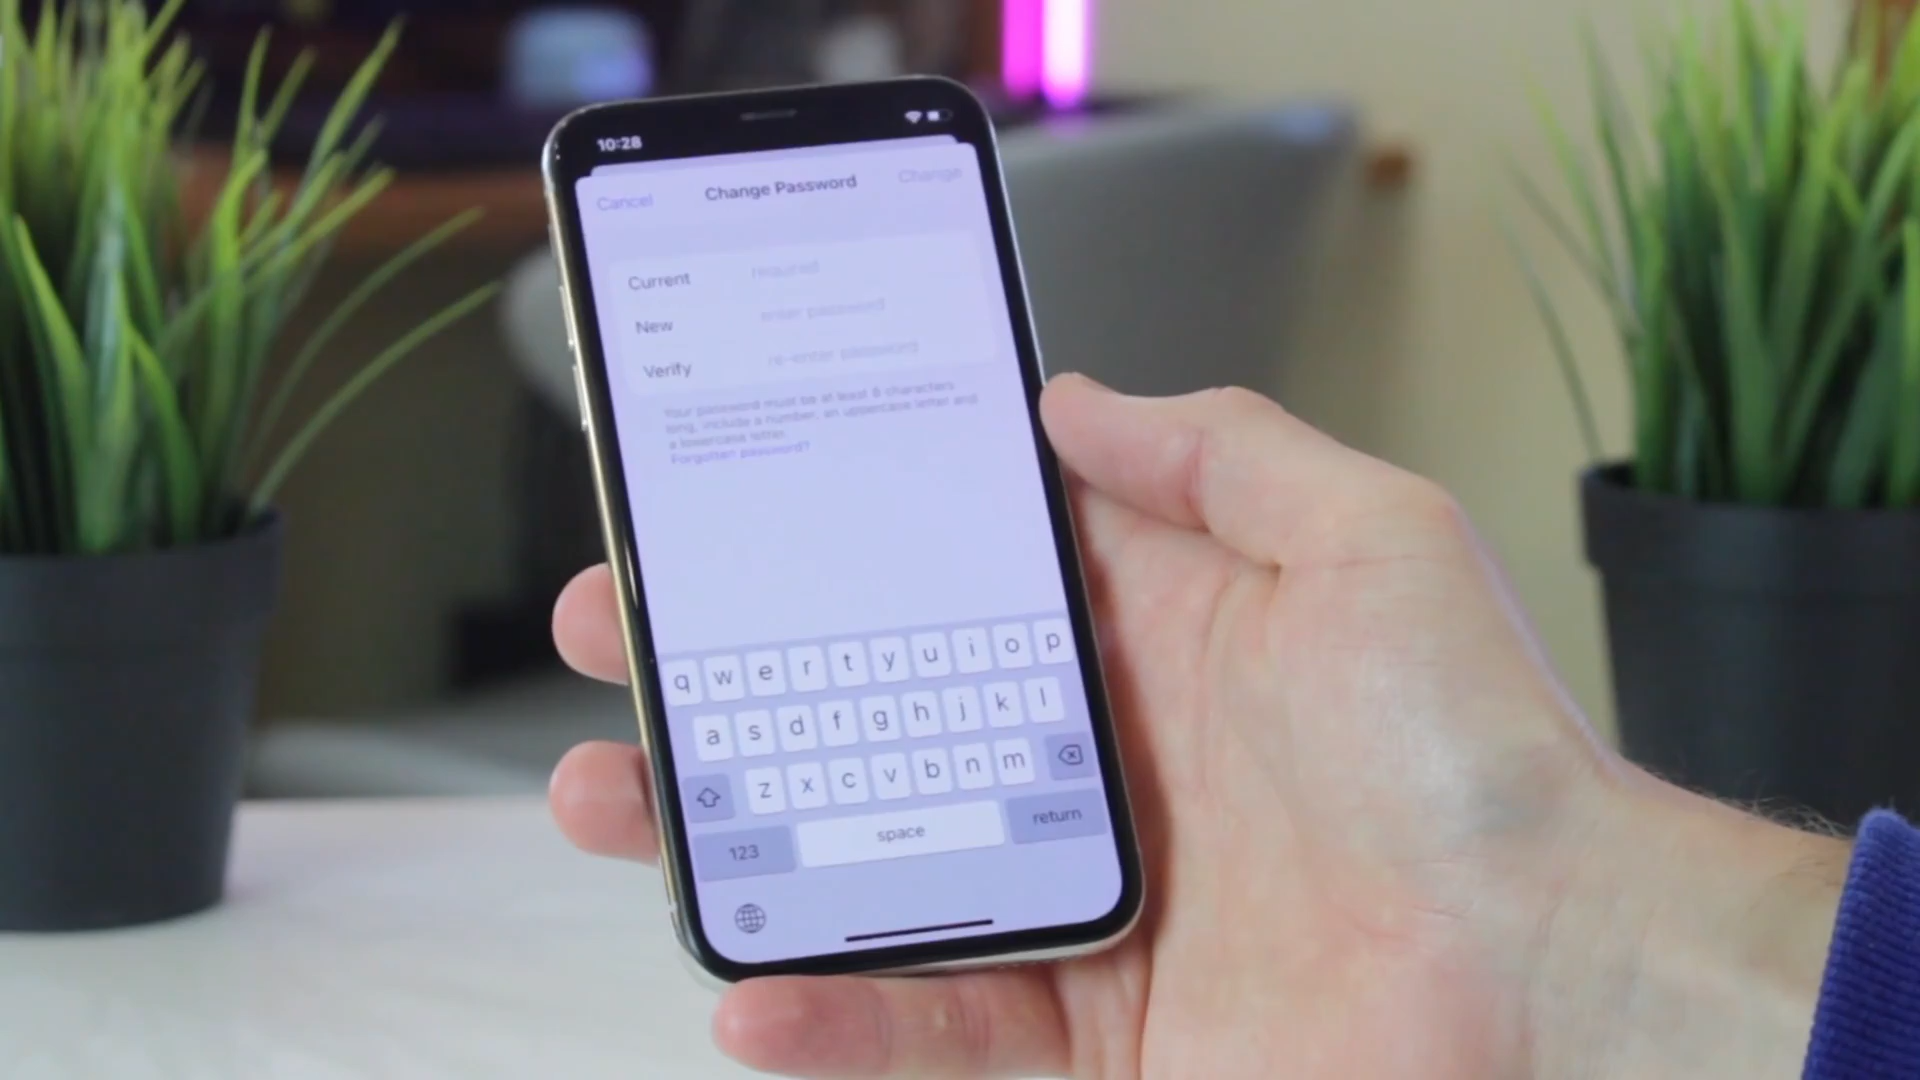 10:28
Cancel Change Password Change
Current required
New enter password
Verify re-enter password
Your password must be at least 8 characters
long, include a number, an uppercase letter and
a lowercase letter.
Forgotten password?
q w e r t y u i o p
a s d f g h j k l
z x c v b n m
123 space return